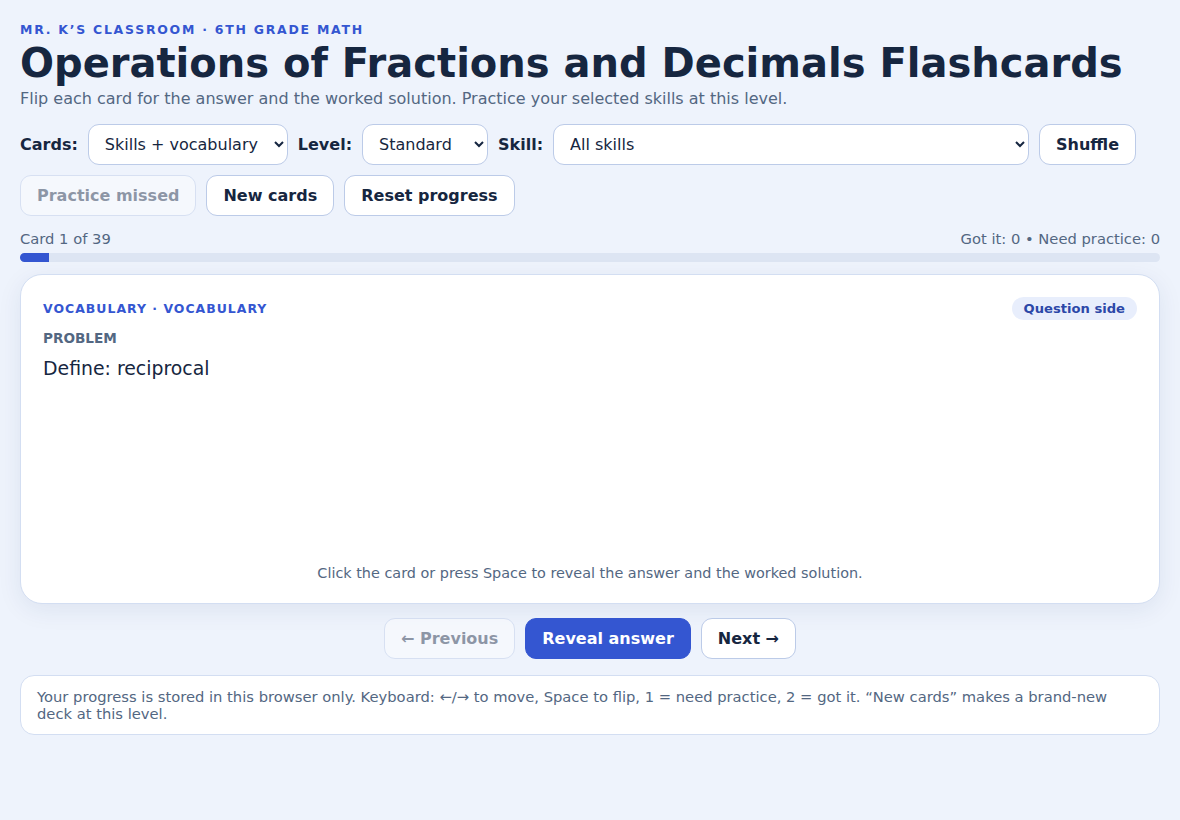 MR. K’S CLASSROOM · 6TH GRADE MATH
Operations of Fractions and Decimals Flashcards
Flip each card for the answer and the worked solution. Practice your selected skills at this level.
Cards: Skills + vocabulary Level: Standard Skill: All skills Shuffle
Practice missed New cards Reset progress
Card 1 of 39 Got it: 0 • Need practice: 0
VOCABULARY · VOCABULARY Question side
PROBLEM
Define: reciprocal
Click the card or press Space to reveal the answer and the worked solution.
← Previous Reveal answer Next →
Your progress is stored in this browser only. Keyboard: ←/→ to move, Space to flip, 1 = need practice, 2 = got it. “New cards” makes a brand-new
deck at this level.